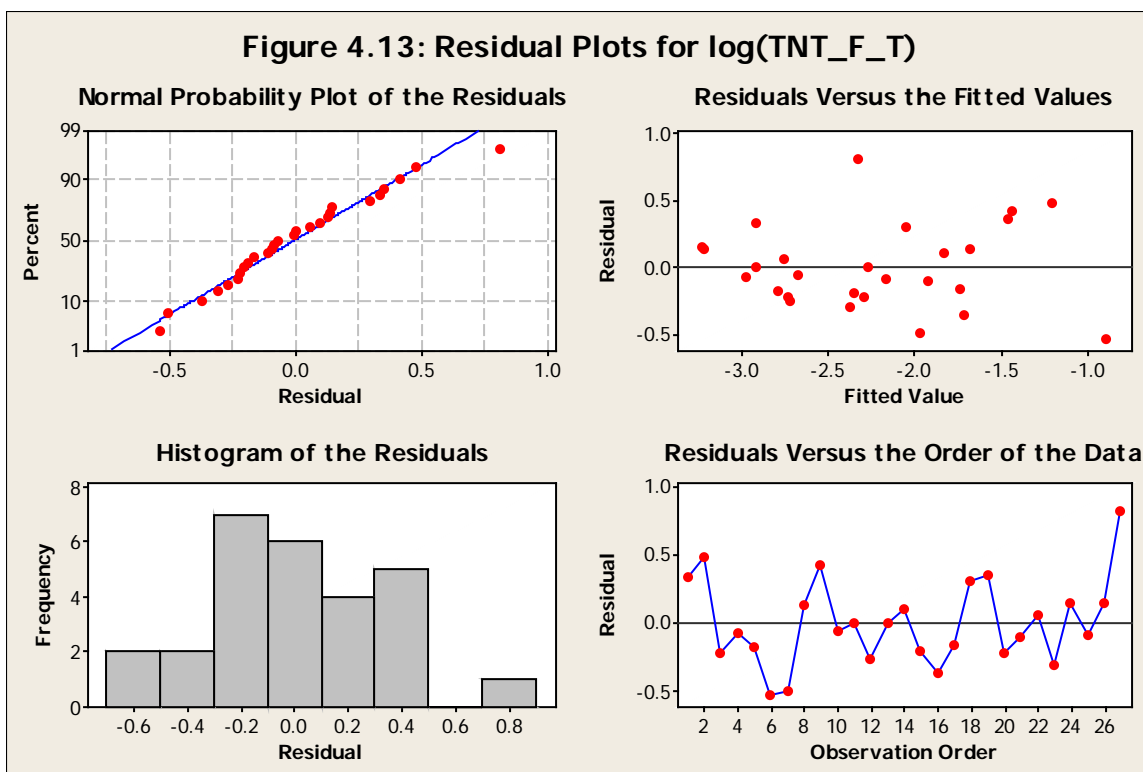 Figure 4.13: Residual Plots for log(TNT_F_T)
Normal Probability Plot of the Residuals
99
90
50
10
1
Percent
-0.5 0.0 0.5 1.0
Residual
Residuals Versus the Fitted Values
1.0
0.5
0.0
-0.5
Residual
-3.0 -2.5 -2.0 -1.5 -1.0
Fitted Value
Histogram of the Residuals
8
6
4
2
0
Frequency
-0.6 -0.4 -0.2 0.0 0.2 0.4 0.6 0.8
Residual
Residuals Versus the Order of the Data
1.0
0.5
0.0
-0.5
Residual
2 4 6 8 10 12 14 16 18 20 22 24 26
Observation Order